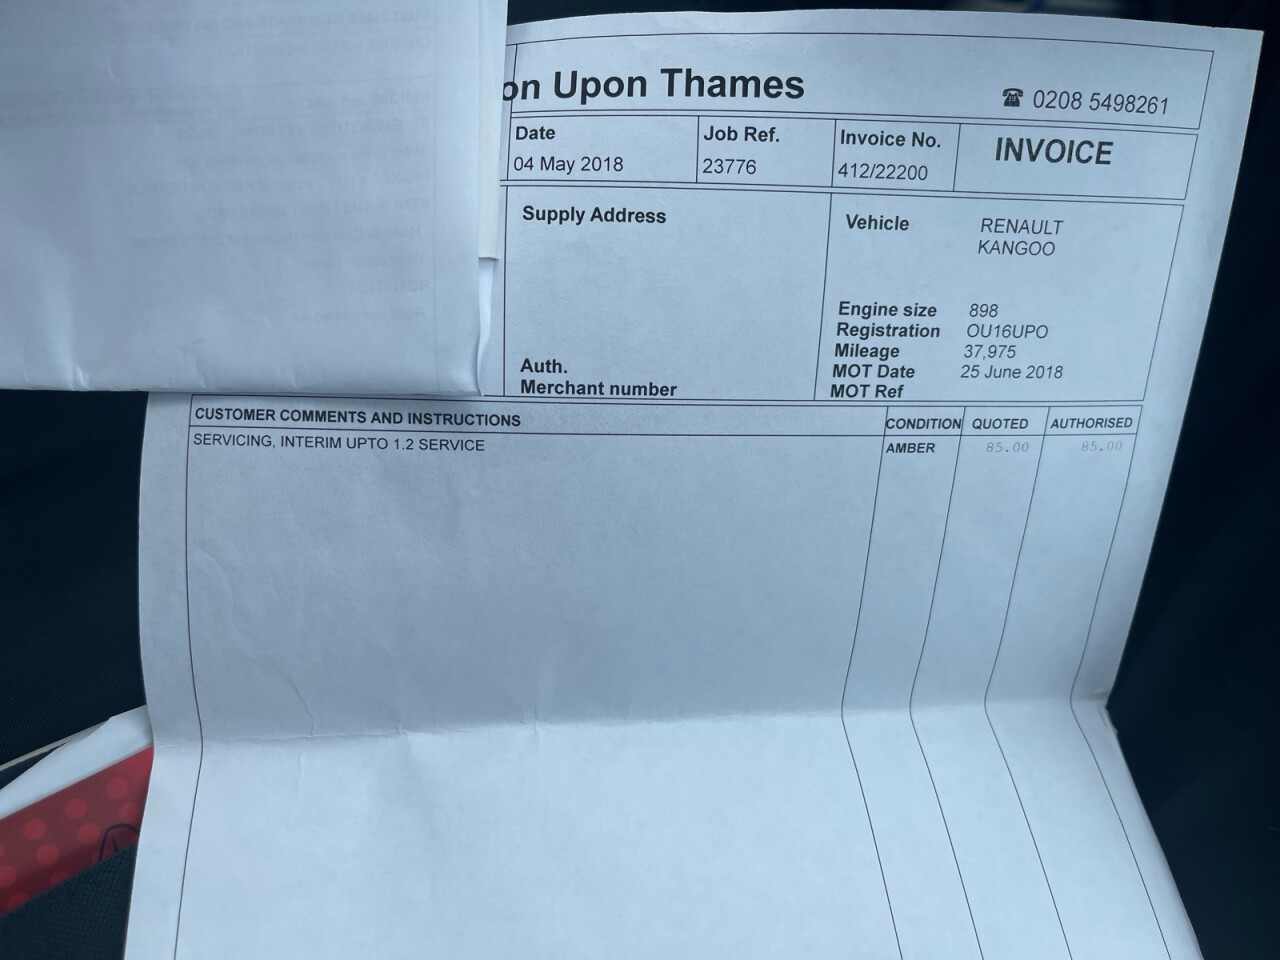 on Upon Thames
☎ 0208 5498261
Date
04 May 2018
Job Ref.
23776
Invoice No.
412/22200
INVOICE
Supply Address
Auth.
Merchant number
Vehicle RENAULT
KANGOO
Engine size 898
Registration OU16UPO
Mileage 37,975
MOT Date 25 June 2018
MOT Ref
CUSTOMER COMMENTS AND INSTRUCTIONS CONDITION QUOTED AUTHORISED
SERVICING, INTERIM UPTO 1.2 SERVICE AMBER 85.00 85.00